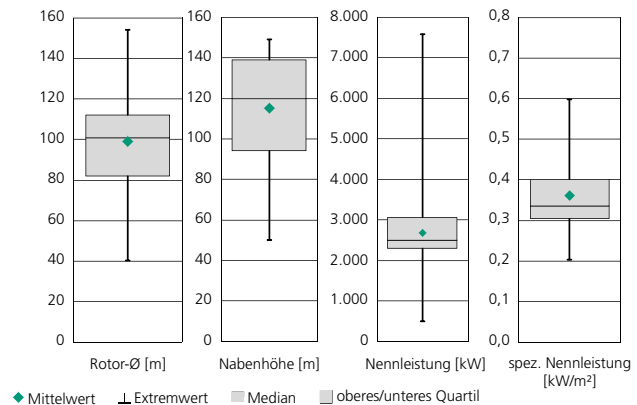 160 160 8.000 0,8
140 140 7.000 0,7
120 120 6.000 0,6
100 100 5.000 0,5
80 80 4.000 0,4
60 60 3.000 0,3
40 40 2.000 0,2
20 20 1.000 0,1
0 0 0 0,0
Rotor-Ø [m] Nabenhöhe [m] Nennleistung [kW] spez. Nennleistung
[kW/m²]
Mittelwert Extremwert Median oberes/unteres Quartil